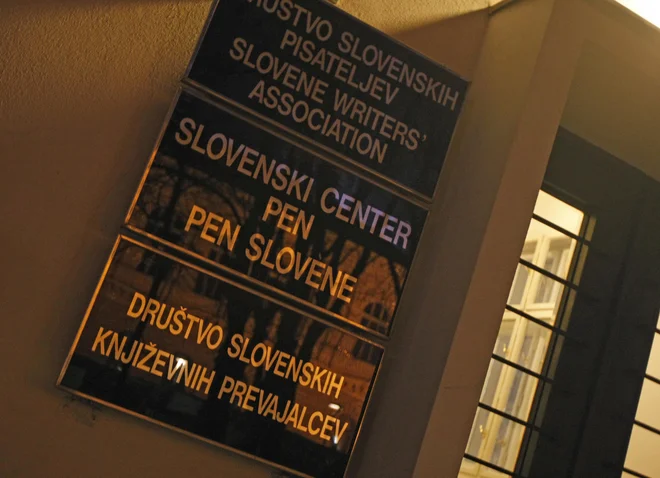 DRUŠTVO SLOVENSKIH
PISATELJEV
SLOVENE WRITERS'
ASSOCIATION
SLOVENSKI CENTER
PEN
PEN SLOVENE
DRUŠTVO SLOVENSKIH
KNJIŽEVNIH PREVAJALCEV